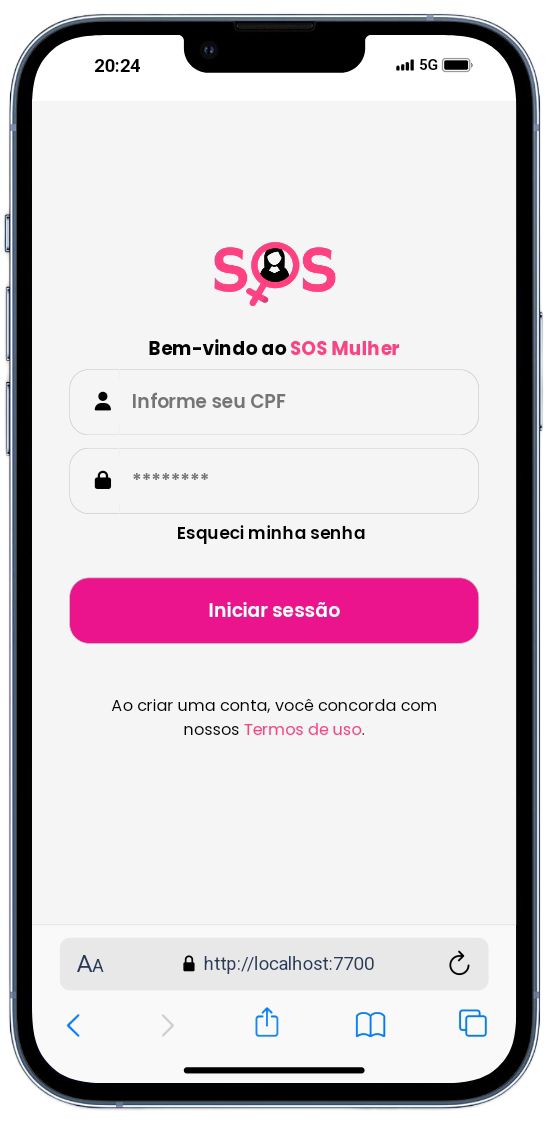 20:24
5G
SOS
Bem-vindo ao SOS Mulher
Informe seu CPF
********
Esqueci minha senha
Iniciar sessão
Ao criar uma conta, você concorda com
nossos Termos de uso.
AA http://localhost:7700